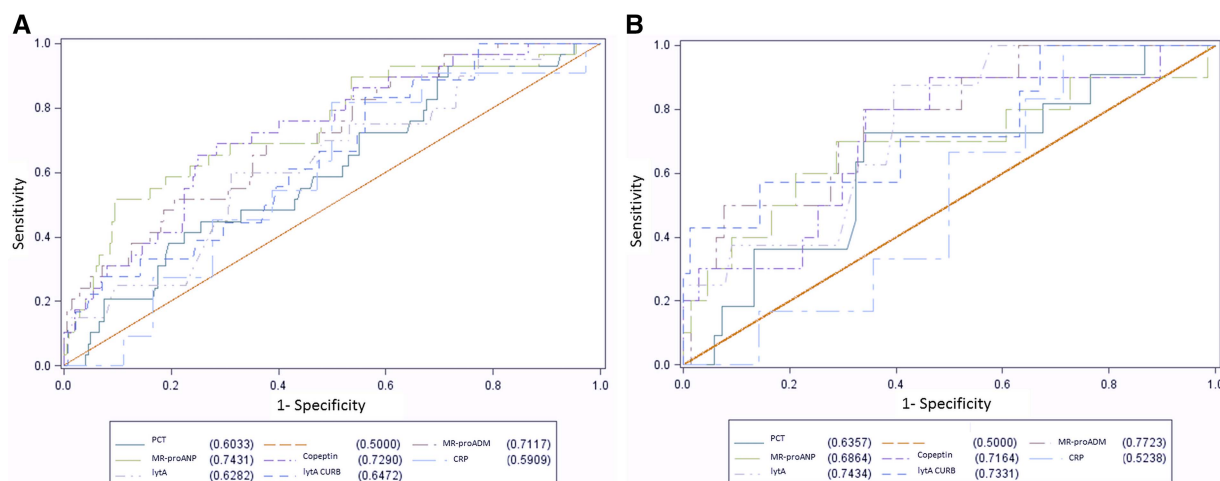 A
B
1.0
0.8
0.6
0.4
0.2
0.0
Sensitivity
0.0 0.2 0.4 0.6 0.8 1.0
1- Specificity
PCT (0.6033) (0.5000) MR-proADM (0.7117)
MR-proANP (0.7431) Copeptin (0.7290) CRP (0.5909)
lytA (0.6282) lytA CURB (0.6472)
1.0
0.8
0.6
0.4
0.2
0.0
Sensitivity
0.0 0.2 0.4 0.6 0.8 1.0
1- Specificity
PCT (0.6357) (0.5000) MR-proADM (0.7723)
MR-proANP (0.6864) Copeptin (0.7164) CRP (0.5238)
lytA (0.7434) lytA CURB (0.7331)